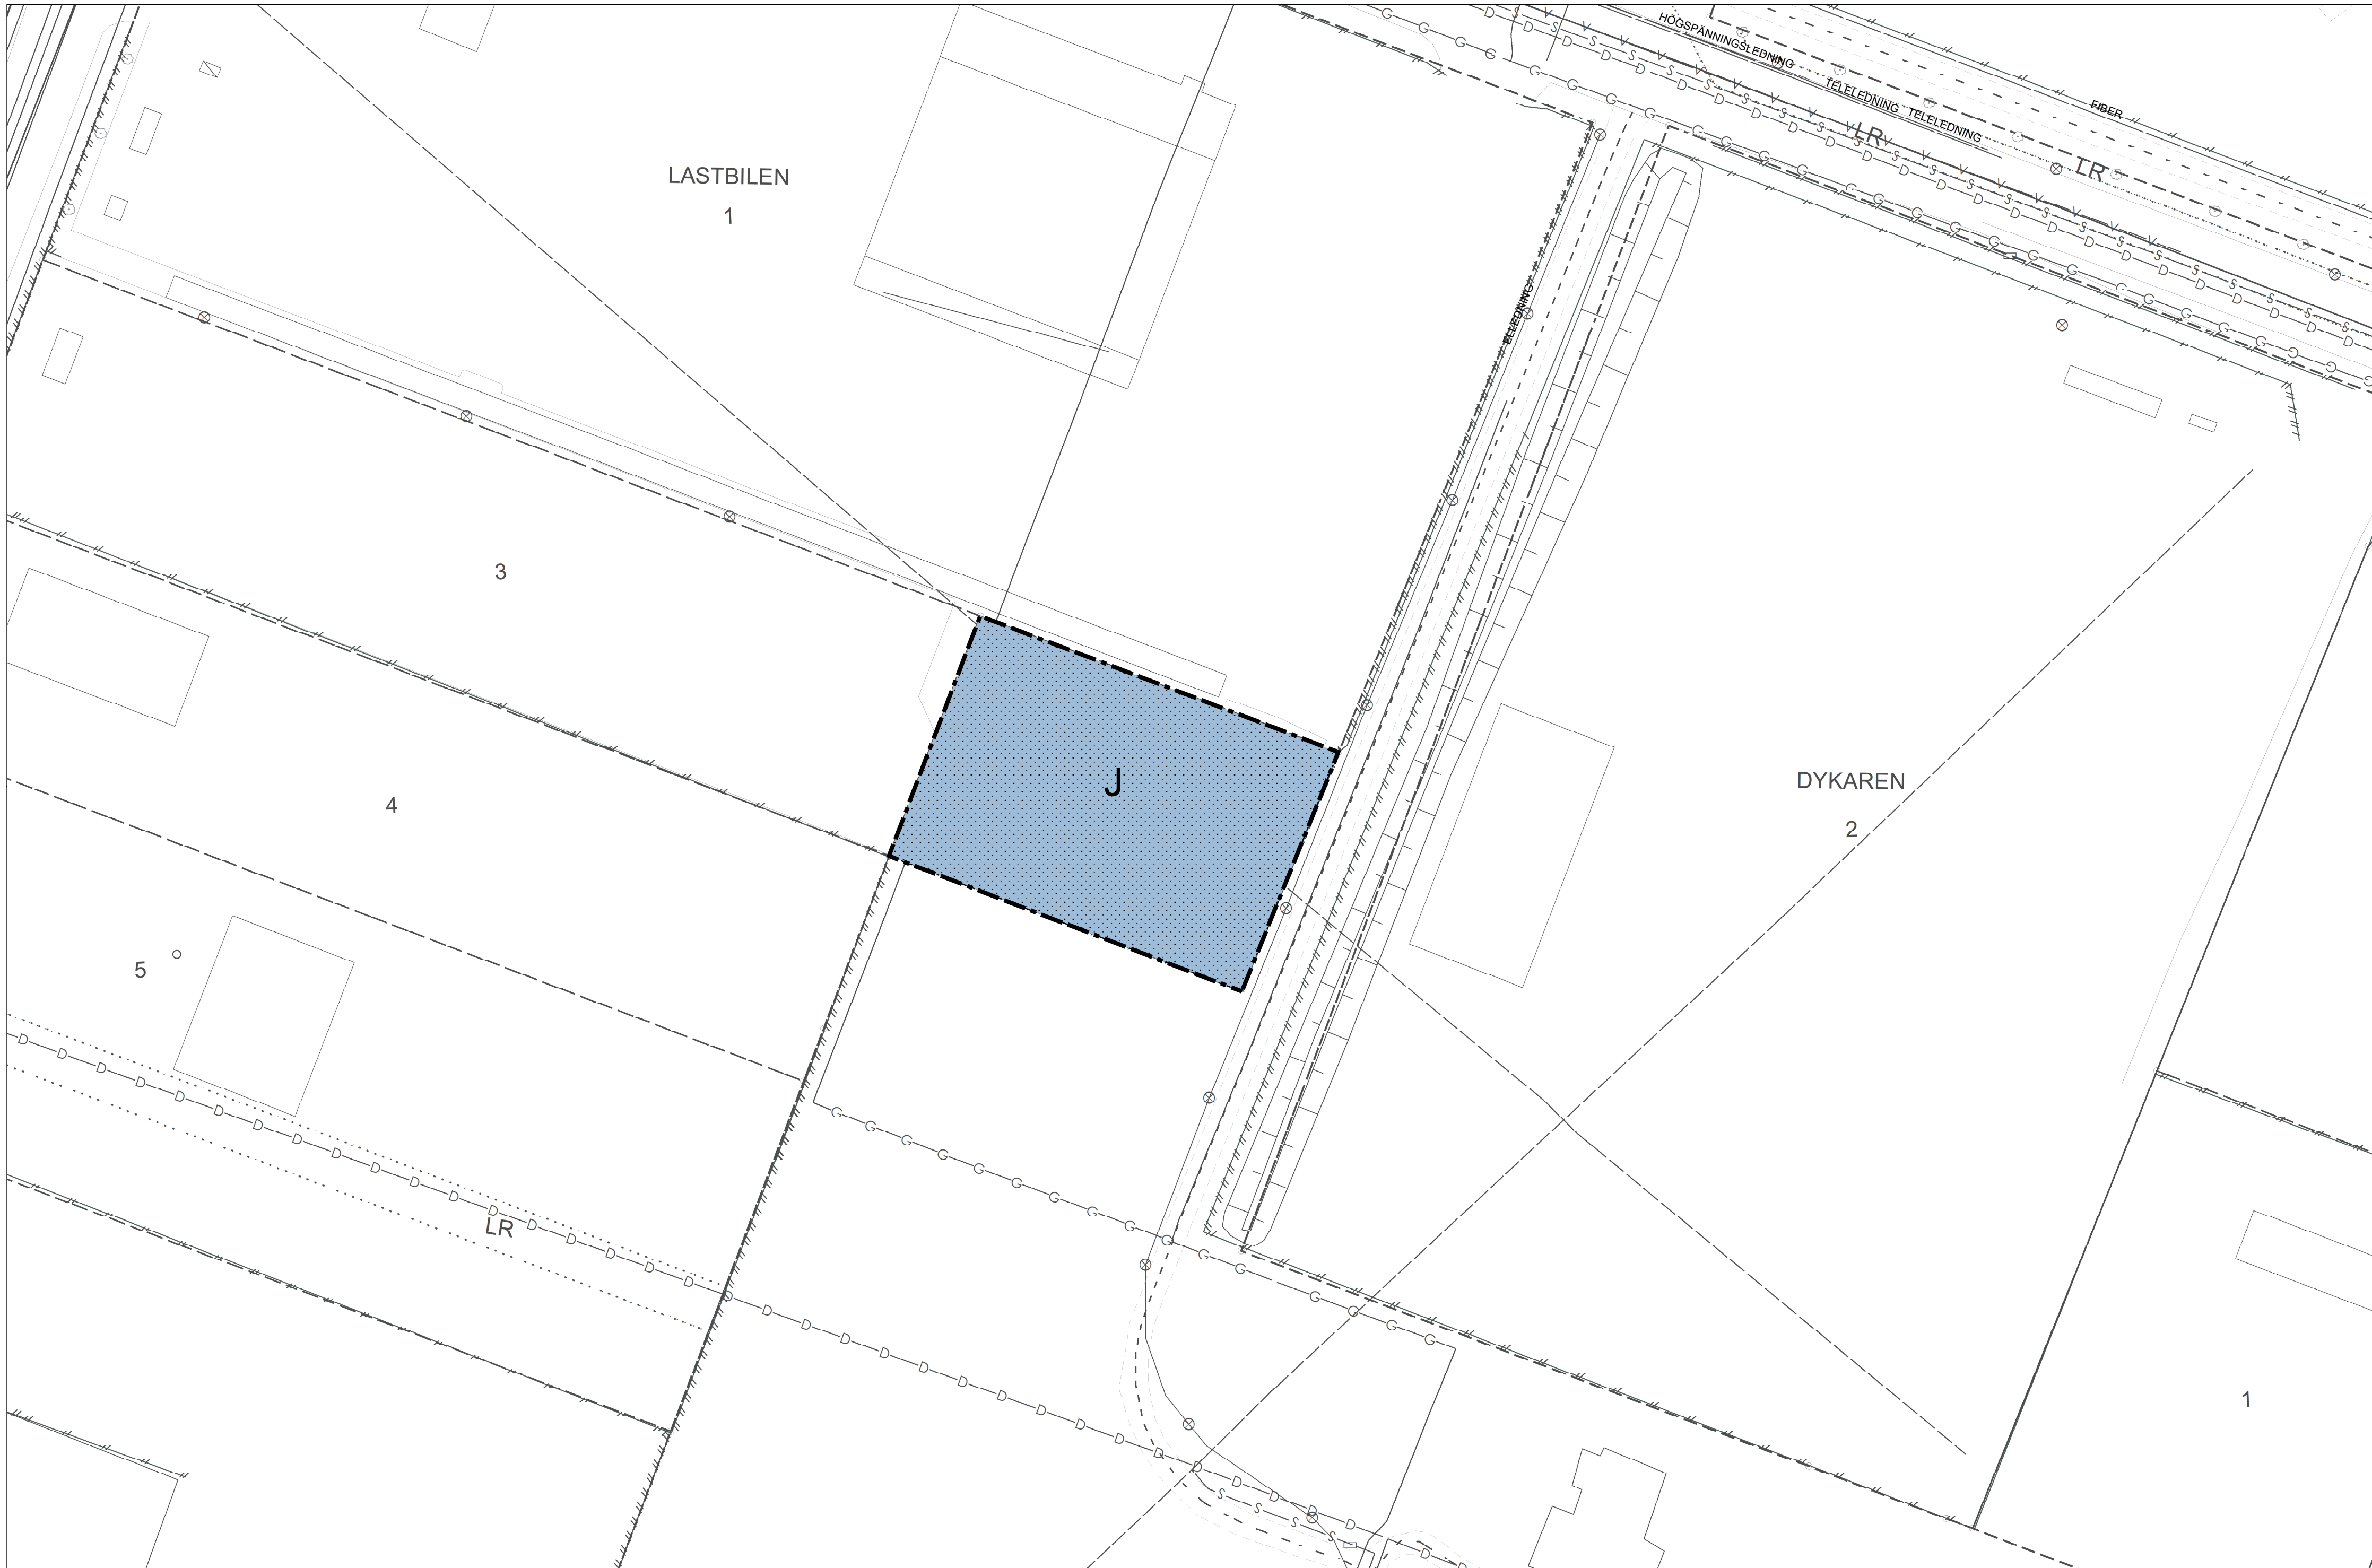 HÖGSPÄNNINGSLEDNING
TELELEDNING TELELEDNING
FIBER
LR
LR
LASTBILEN
1
ELLEDNING
3
J
DYKAREN
2
4
5
LR
1